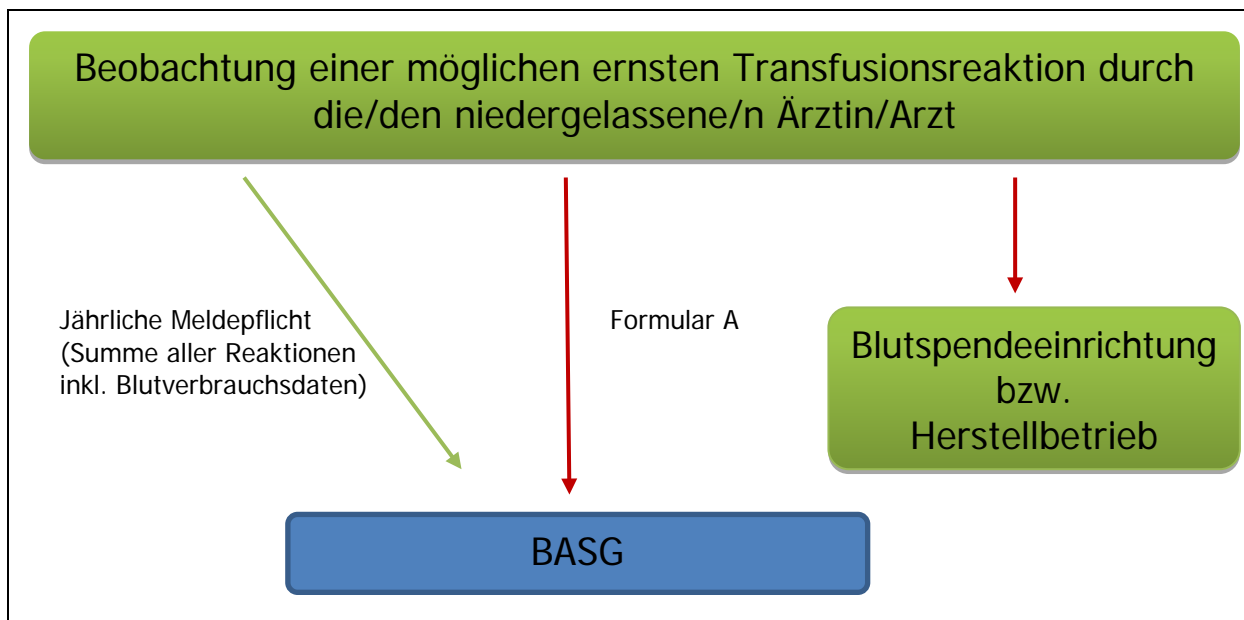 Beobachtung einer möglichen ernsten Transfusionsreaktion durch
die/den niedergelassene/n Ärztin/Arzt
Jährliche Meldepflicht
(Summe aller Reaktionen
inkl. Blutverbrauchsdaten)
Formular A
Blutspendeeinrichtung
bzw.
Herstellbetrieb
BASG